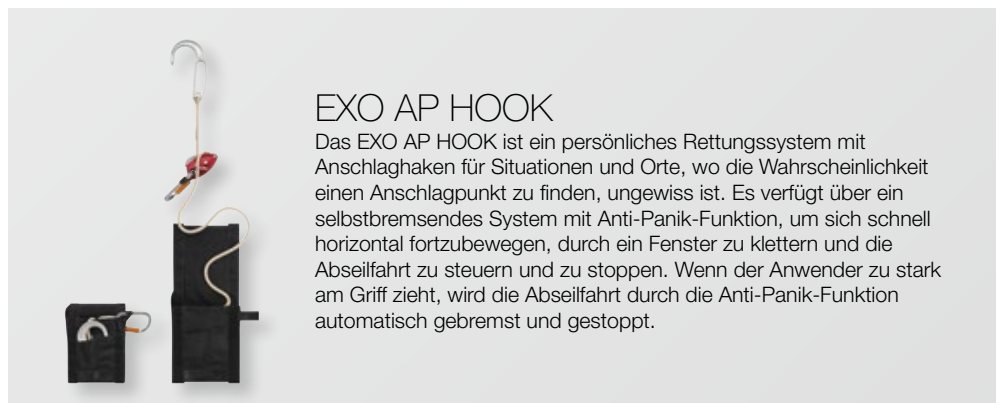 EXO AP HOOK
Das EXO AP HOOK ist ein persönliches Rettungssystem mit
Anschlaghaken für Situationen und Orte, wo die Wahrscheinlichkeit
einen Anschlagpunkt zu finden, ungewiss ist. Es verfügt über ein
selbstbremsendes System mit Anti-Panik-Funktion, um sich schnell
horizontal fortzubewegen, durch ein Fenster zu klettern und die
Abseilfahrt zu steuern und zu stoppen. Wenn der Anwender zu stark
am Griff zieht, wird die Abseilfahrt durch die Anti-Panik-Funktion
automatisch gebremst und gestoppt.